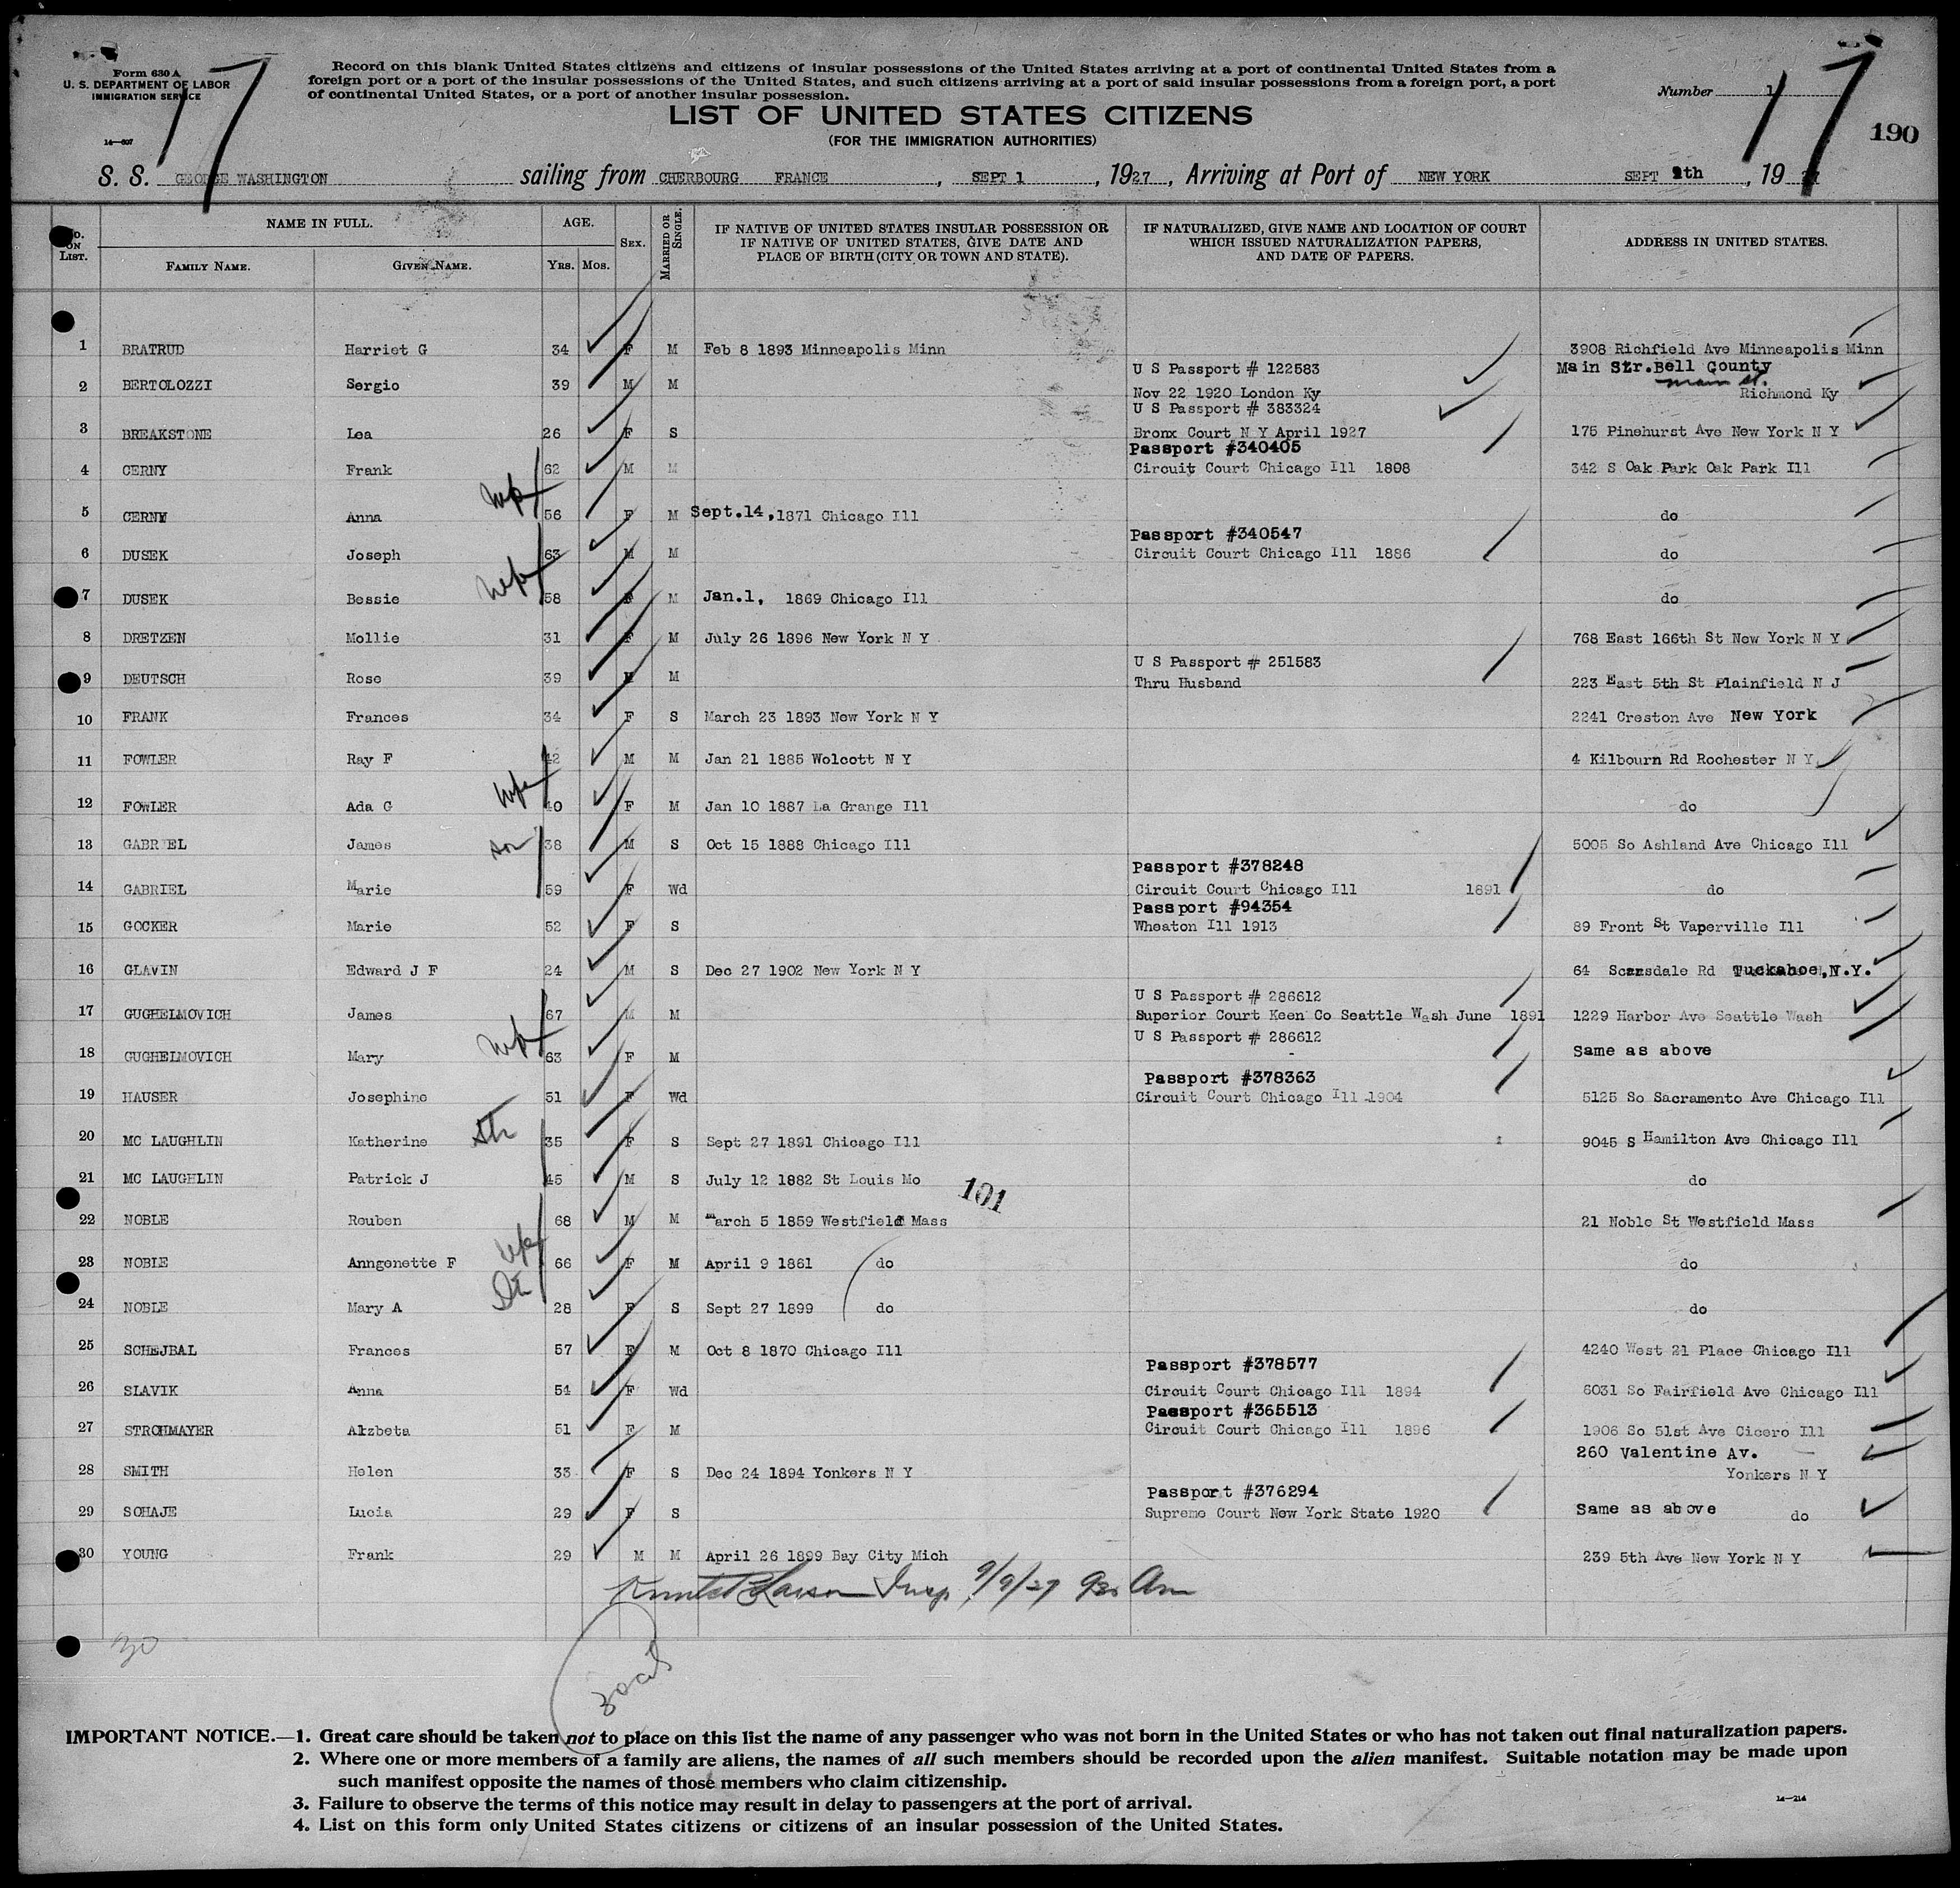 Form 630 A
U. S. DEPARTMENT OF LABOR
IMMIGRATION SERVICE
14—607
Record on this blank United States citizens and citizens of insular possessions of the United States arriving at a port of continental United States from a
foreign port or a port of the insular possessions of the United States, and such citizens arriving at a port of said insular possessions from a foreign port, a port
of continental United States, or a port of another insular possession.
Number 1
17
17
190
LIST OF UNITED STATES CITIZENS
(FOR THE IMMIGRATION AUTHORITIES)
S. S. GEORGE WASHINGTON sailing from CHERBOURG FRANCE, SEPT 1, 1927, Arriving at Port of NEW YORK SEPT 9th, 1927
NO. ON LIST. NAME IN FULL. AGE. SEX. MARRIED OR SINGLE. IF NATIVE OF UNITED STATES INSULAR POSSESSION OR IF NATIVE OF UNITED STATES, GIVE DATE AND PLACE OF BIRTH (CITY OR TOWN AND STATE). IF NATURALIZED, GIVE NAME AND LOCATION OF COURT WHICH ISSUED NATURALIZATION PAPERS, AND DATE OF PAPERS. ADDRESS IN UNITED STATES.
FAMILY NAME. GIVEN NAME. YRS. MOS.
1 BRATRUD Harriet G 34 F M Feb 8 1893 Minneapolis Minn 3908 Richfield Ave Minneapolis Minn
U S Passport # 122583 Main Str. Bell County
2 BERTOLOZZI Sergio 39 M M Main St.
Nov 22 1920 London Ky Richmond Ky
U S Passport # 383324
3 BREAKSTONE Lea 26 F S Bronx Court N Y April 1927 175 Pinehurst Ave New York N Y
Passport #340405
4 CERNY Frank 62 M M Circuit Court Chicago Ill 1898 342 S Oak Park Oak Park Ill
wife
5 CERNY Anna 56 F M Sept.14, 1871 Chicago Ill do
Passport #340547
6 DUSEK Joseph 63 M M Circuit Court Chicago Ill 1886 do
wife
7 DUSEK Bessie 58 F M Jan.1, 1869 Chicago Ill do
8 DRETZEN Mollie 31 F M July 26 1896 New York N Y 768 East 166th St New York N Y
U S Passport # 251583
9 DEUTSCH Rose 39 M Thru Husband 223 East 5th St Plainfield N J
10 FRANK Frances 34 F S March 23 1893 New York N Y 2241 Creston Ave New York
11 FOWLER Ray F 42 M M Jan 21 1885 Wolcott N Y 4 Kilbourn Rd Rochester N Y
wife
12 FOWLER Ada G 40 F M Jan 10 1887 La Grange Ill do
13 GABRIEL James son 38 M S Oct 15 1888 Chicago Ill 5005 So Ashland Ave Chicago Ill
Passport #378248
14 GABRIEL Marie 59 F Wd Circuit Court Chicago Ill 1891 do
Passport #94354
15 GOCKER Marie 52 F S Wheaton Ill 1913 89 Front St Vaperville Ill
16 GLAVIN Edward J F 24 M S Dec 27 1902 New York N Y 64 Scarsdale Rd Tuckahoe, N.Y.
U S Passport # 286612
17 GUGHELMOVICH James 67 M M Superior Court Keen Co Seattle Wash June 1891 1229 Harbor Ave Seattle Wash
wife U S Passport # 286612
18 GUGHELMOVICH Mary 63 F M Same as above
Passport #378363
19 HAUSER Josephine 51 F Wd Circuit Court Chicago Ill 1904 5125 So Sacramento Ave Chicago Ill
20 MC LAUGHLIN Katherine 35 F S Sept 27 1891 Chicago Ill 9045 S Hamilton Ave Chicago Ill
21 MC LAUGHLIN Patrick J 45 M S July 12 1882 St Louis Mo do
101
22 NOBLE Reuben 68 M M March 5 1859 Westfield Mass 21 Noble St Westfield Mass
wife
23 NOBLE Anngenette F 66 F M April 9 1861 do do
24 NOBLE Mary A 28 F S Sept 27 1899 do do
25 SCHEJBAL Frances 57 F M Oct 8 1870 Chicago Ill 4240 West 21 Place Chicago Ill
Passport #378577
26 SLAVIK Anna 54 F Wd Circuit Court Chicago Ill 1894 6031 So Fairfield Ave Chicago Ill
Passport #365513
27 STROHMAYER Alzbeta 51 F M Circuit Court Chicago Ill 1896 1906 So 51st Ave Cicero Ill
260 Valentine Av.
28 SMITH Helen 33 F S Dec 24 1894 Yonkers N Y Yonkers N Y
Passport #376294
29 SOHAJE Lucia 29 F S Supreme Court New York State 1920 Same as above do
30 YOUNG Frank 29 M M April 26 1899 Bay City Mich 239 5th Ave New York N Y
Larson Insp. 9/9/27 930 Am
30
30 cit
IMPORTANT NOTICE.—1. Great care should be taken not to place on this list the name of any passenger who was not born in the United States or who has not taken out final naturalization papers.
2. Where one or more members of a family are aliens, the names of all such members should be recorded upon the alien manifest. Suitable notation may be made upon
such manifest opposite the names of those members who claim citizenship.
3. Failure to observe the terms of this notice may result in delay to passengers at the port of arrival.
4. List on this form only United States citizens or citizens of an insular possession of the United States.
14—214